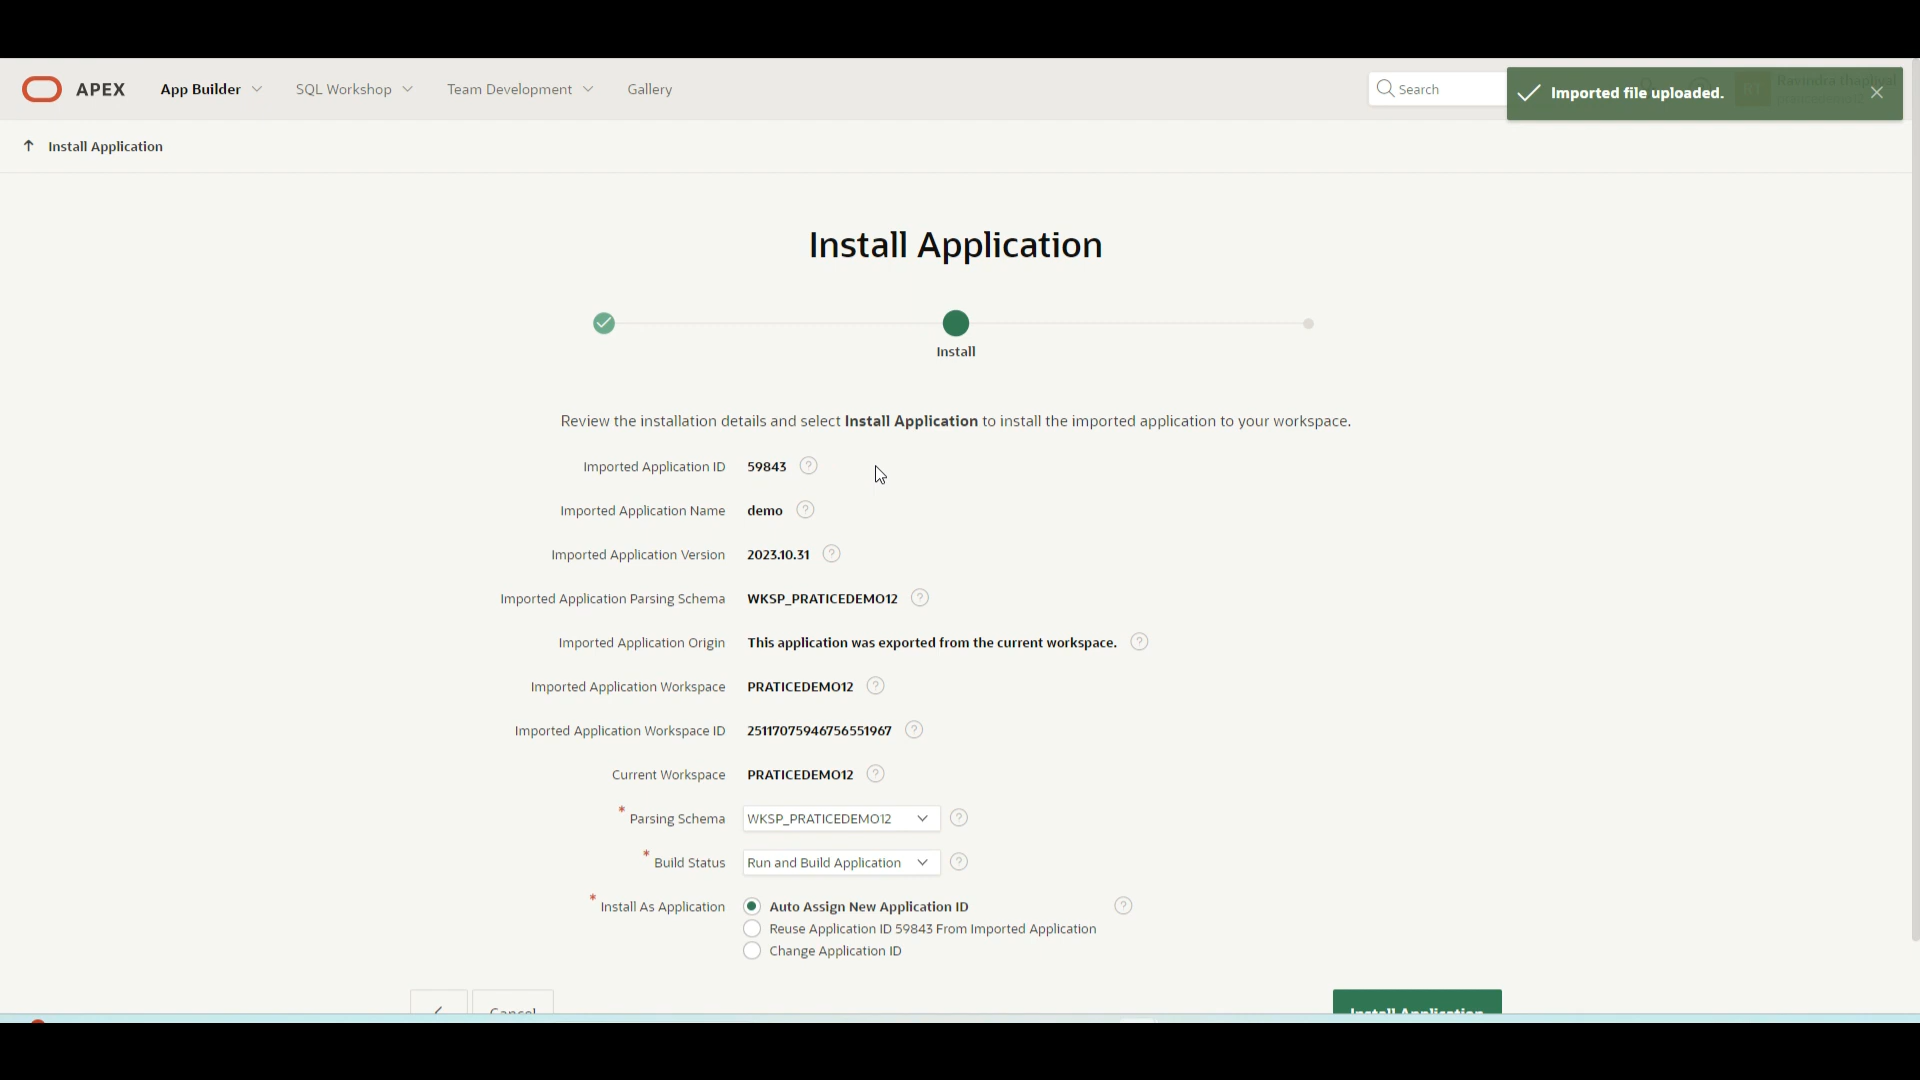 APEX
App Builder
SQL Workshop
Team Development
Gallery
Search
Imported file uploaded.
Install Application
Install Application
Install
Review the installation details and select Install Application to install the imported application to your workspace.
Imported Application ID 59843
Imported Application Name demo
Imported Application Version 2023.10.31
Imported Application Parsing Schema WKSP_PRATICEDEMO12
Imported Application Origin This application was exported from the current workspace.
Imported Application Workspace PRATICEDEMO12
Imported Application Workspace ID 25117075946756551967
Current Workspace PRATICEDEMO12
* Parsing Schema WKSP_PRATICEDEMO12
* Build Status Run and Build Application
* Install As Application Auto Assign New Application ID
Reuse Application ID 59843 From Imported Application
Change Application ID
Cancel
Install Application